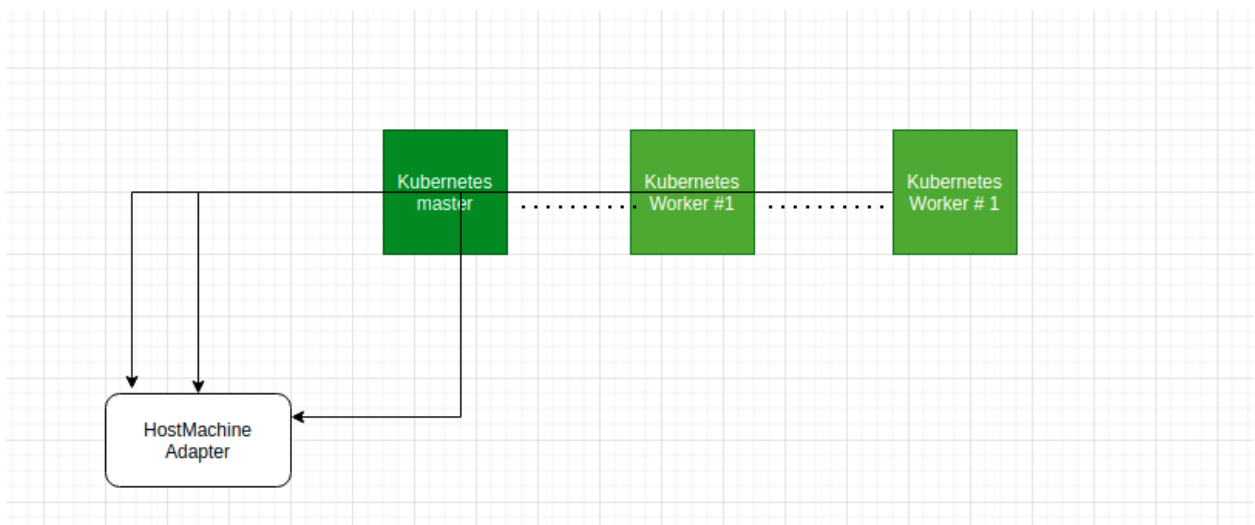 Kubernetes
master
Kubernetes
Worker #1
Kubernetes
Worker # 1
HostMachine
Adapter